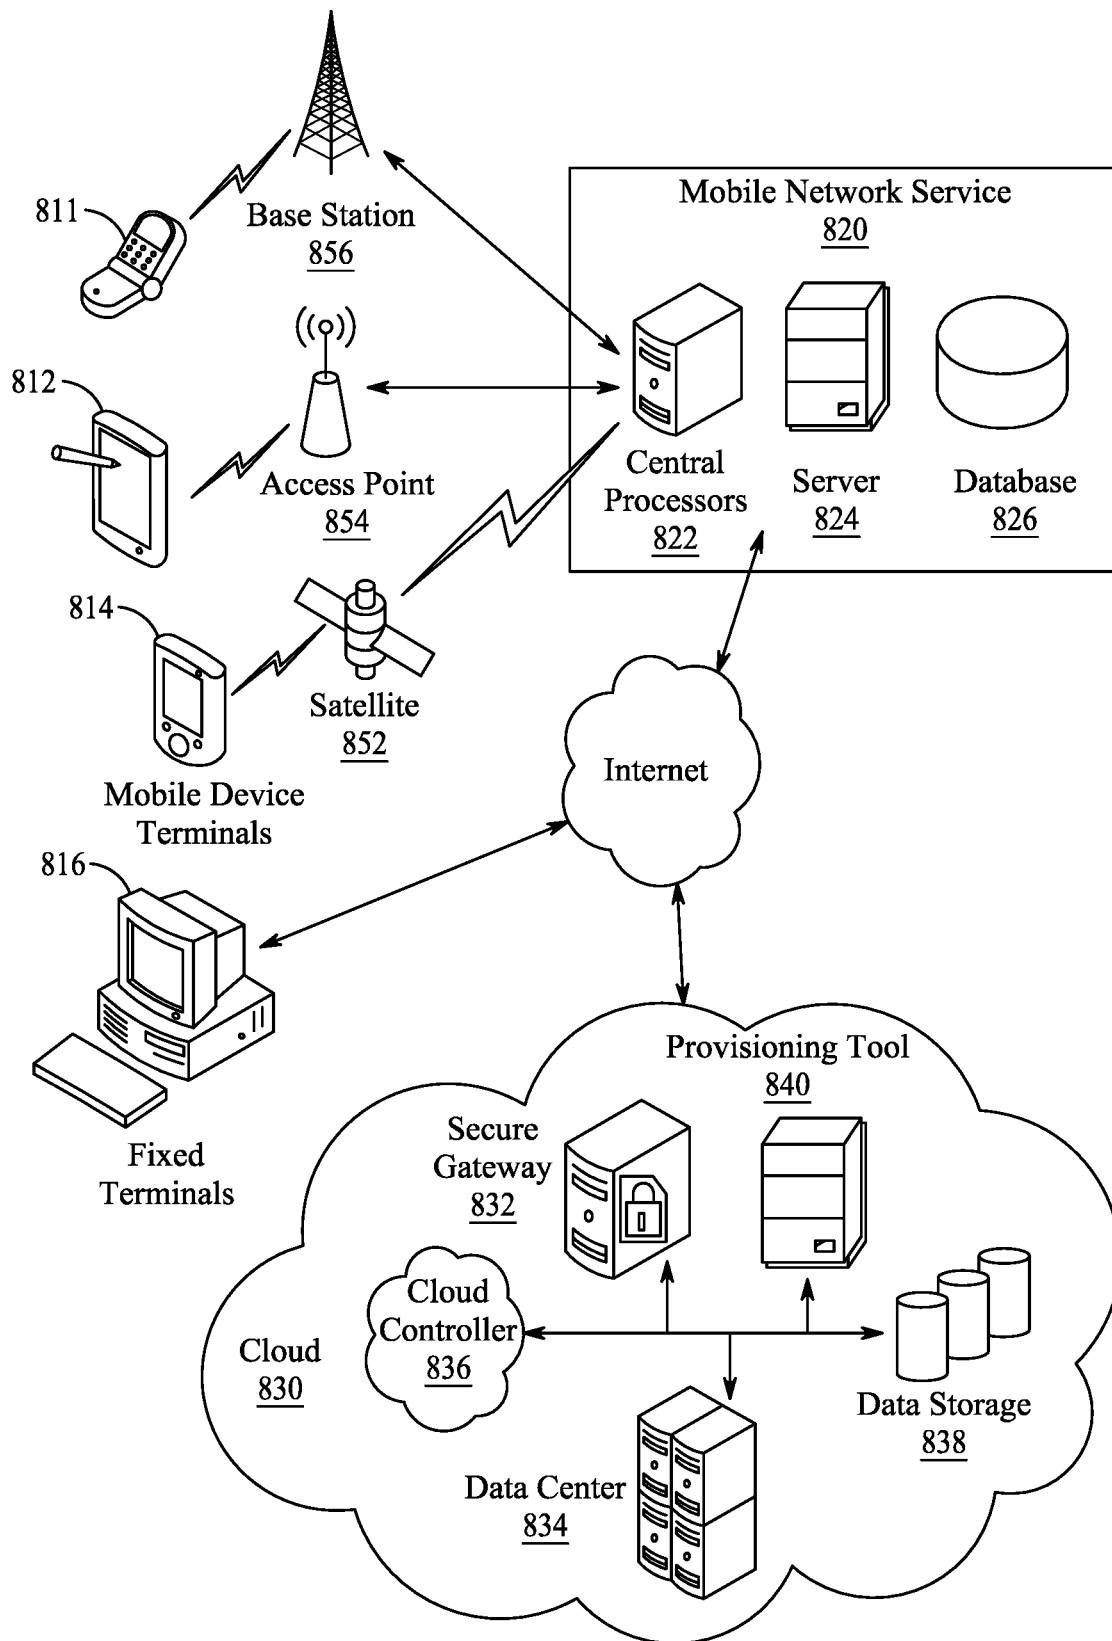 811
Base Station
856
Mobile Network Service
820
812
Access Point
854
Central
Processors
822
Server
824
Database
826
814
Satellite
852
Mobile Device
Terminals
Internet
816
Fixed
Terminals
Provisioning Tool
840
Secure
Gateway
832
Cloud
Controller
836
Cloud
830
Data Storage
838
Data Center
834